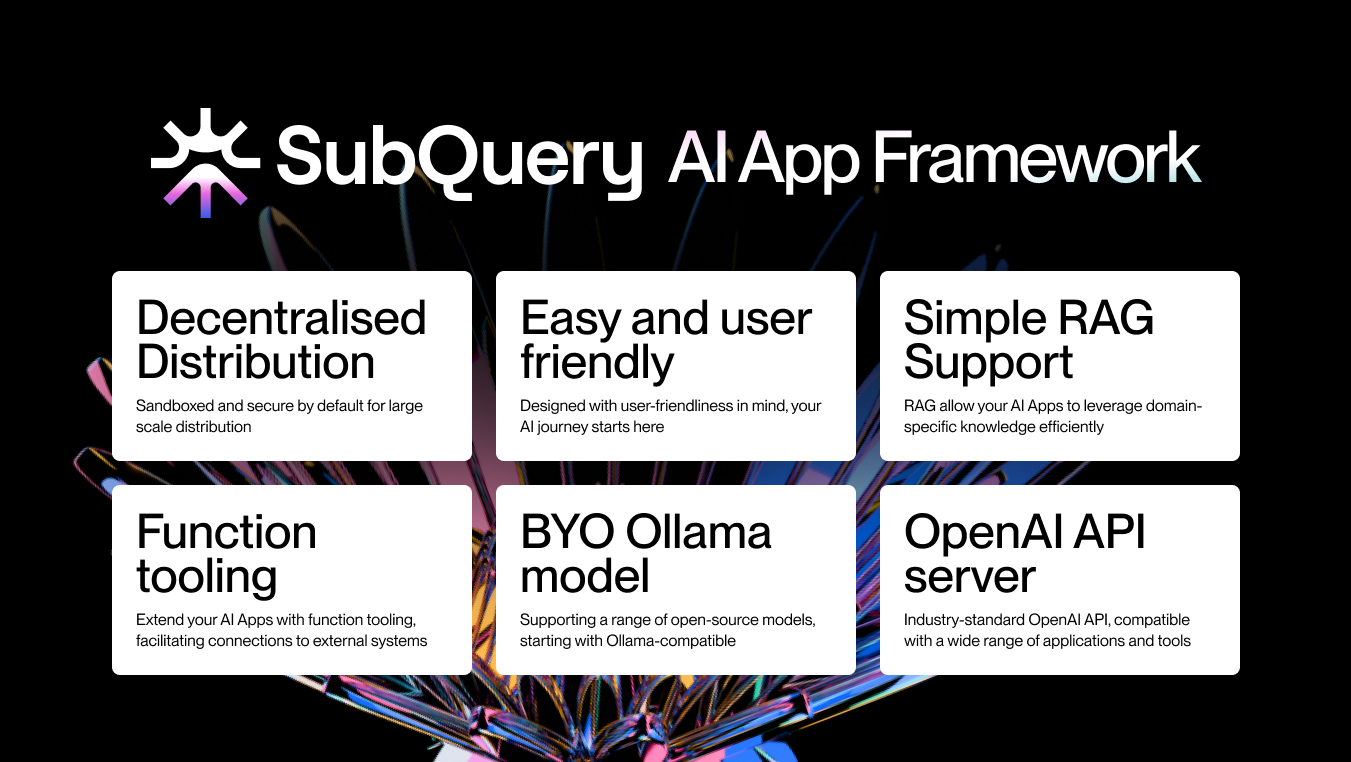 SubQuery AI App Framework
Decentralised
Distribution
Sandboxed and secure by default for large
scale distribution
Easy and user
friendly
Designed with user-friendliness in mind, your
AI journey starts here
Simple RAG
Support
RAG allow your AI Apps to leverage domain-
specific knowledge efficiently
Function
tooling
Extend your AI Apps with function tooling,
facilitating connections to external systems
BYO Ollama
model
Supporting a range of open-source models,
starting with Ollama-compatible
OpenAI API
server
Industry-standard OpenAI API, compatible
with a wide range of applications and tools